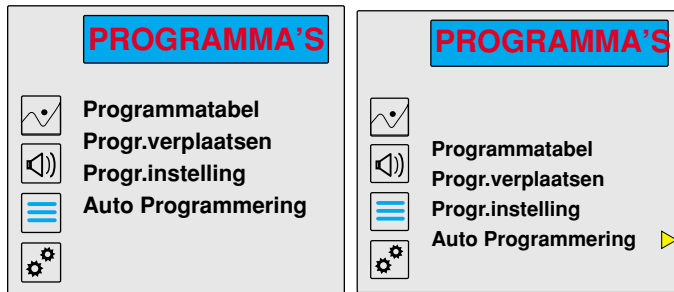 PROGRAMMA'S
Programmatabel
Progr.verplaatsen
Progr.instelling
Auto Programmering
PROGRAMMA'S
Programmatabel
Progr.verplaatsen
Progr.instelling
Auto Programmering